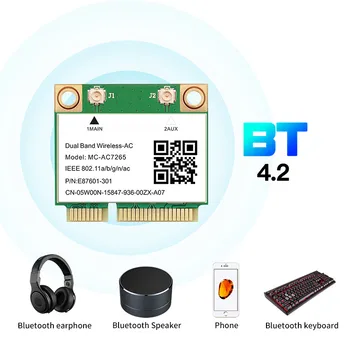 J1
J2
1MAIN
2AUX
Dual Band Wireless-AC
Model: MC-AC7265
IEEE 802.11a/b/g/n/ac
P/N:E87601-301
CN-05W00N-15847-936-00ZX-A07
BT
4.2
Bluetooth earphone
Bluetooth Speaker
Phone
Bluetooth keyboard